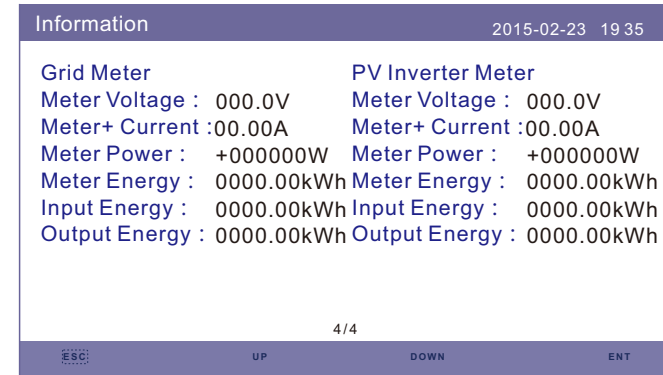 Information 2015-02-23 19 35
Grid Meter PV Inverter Meter
Meter Voltage : 000.0V Meter Voltage : 000.0V
Meter+ Current :00.00A Meter+ Current :00.00A
Meter Power : +000000W Meter Power : +000000W
Meter Energy : 0000.00kWh Meter Energy : 0000.00kWh
Input Energy : 0000.00kWh Input Energy : 0000.00kWh
Output Energy : 0000.00kWh Output Energy : 0000.00kWh
4/4
ESC UP DOWN ENT